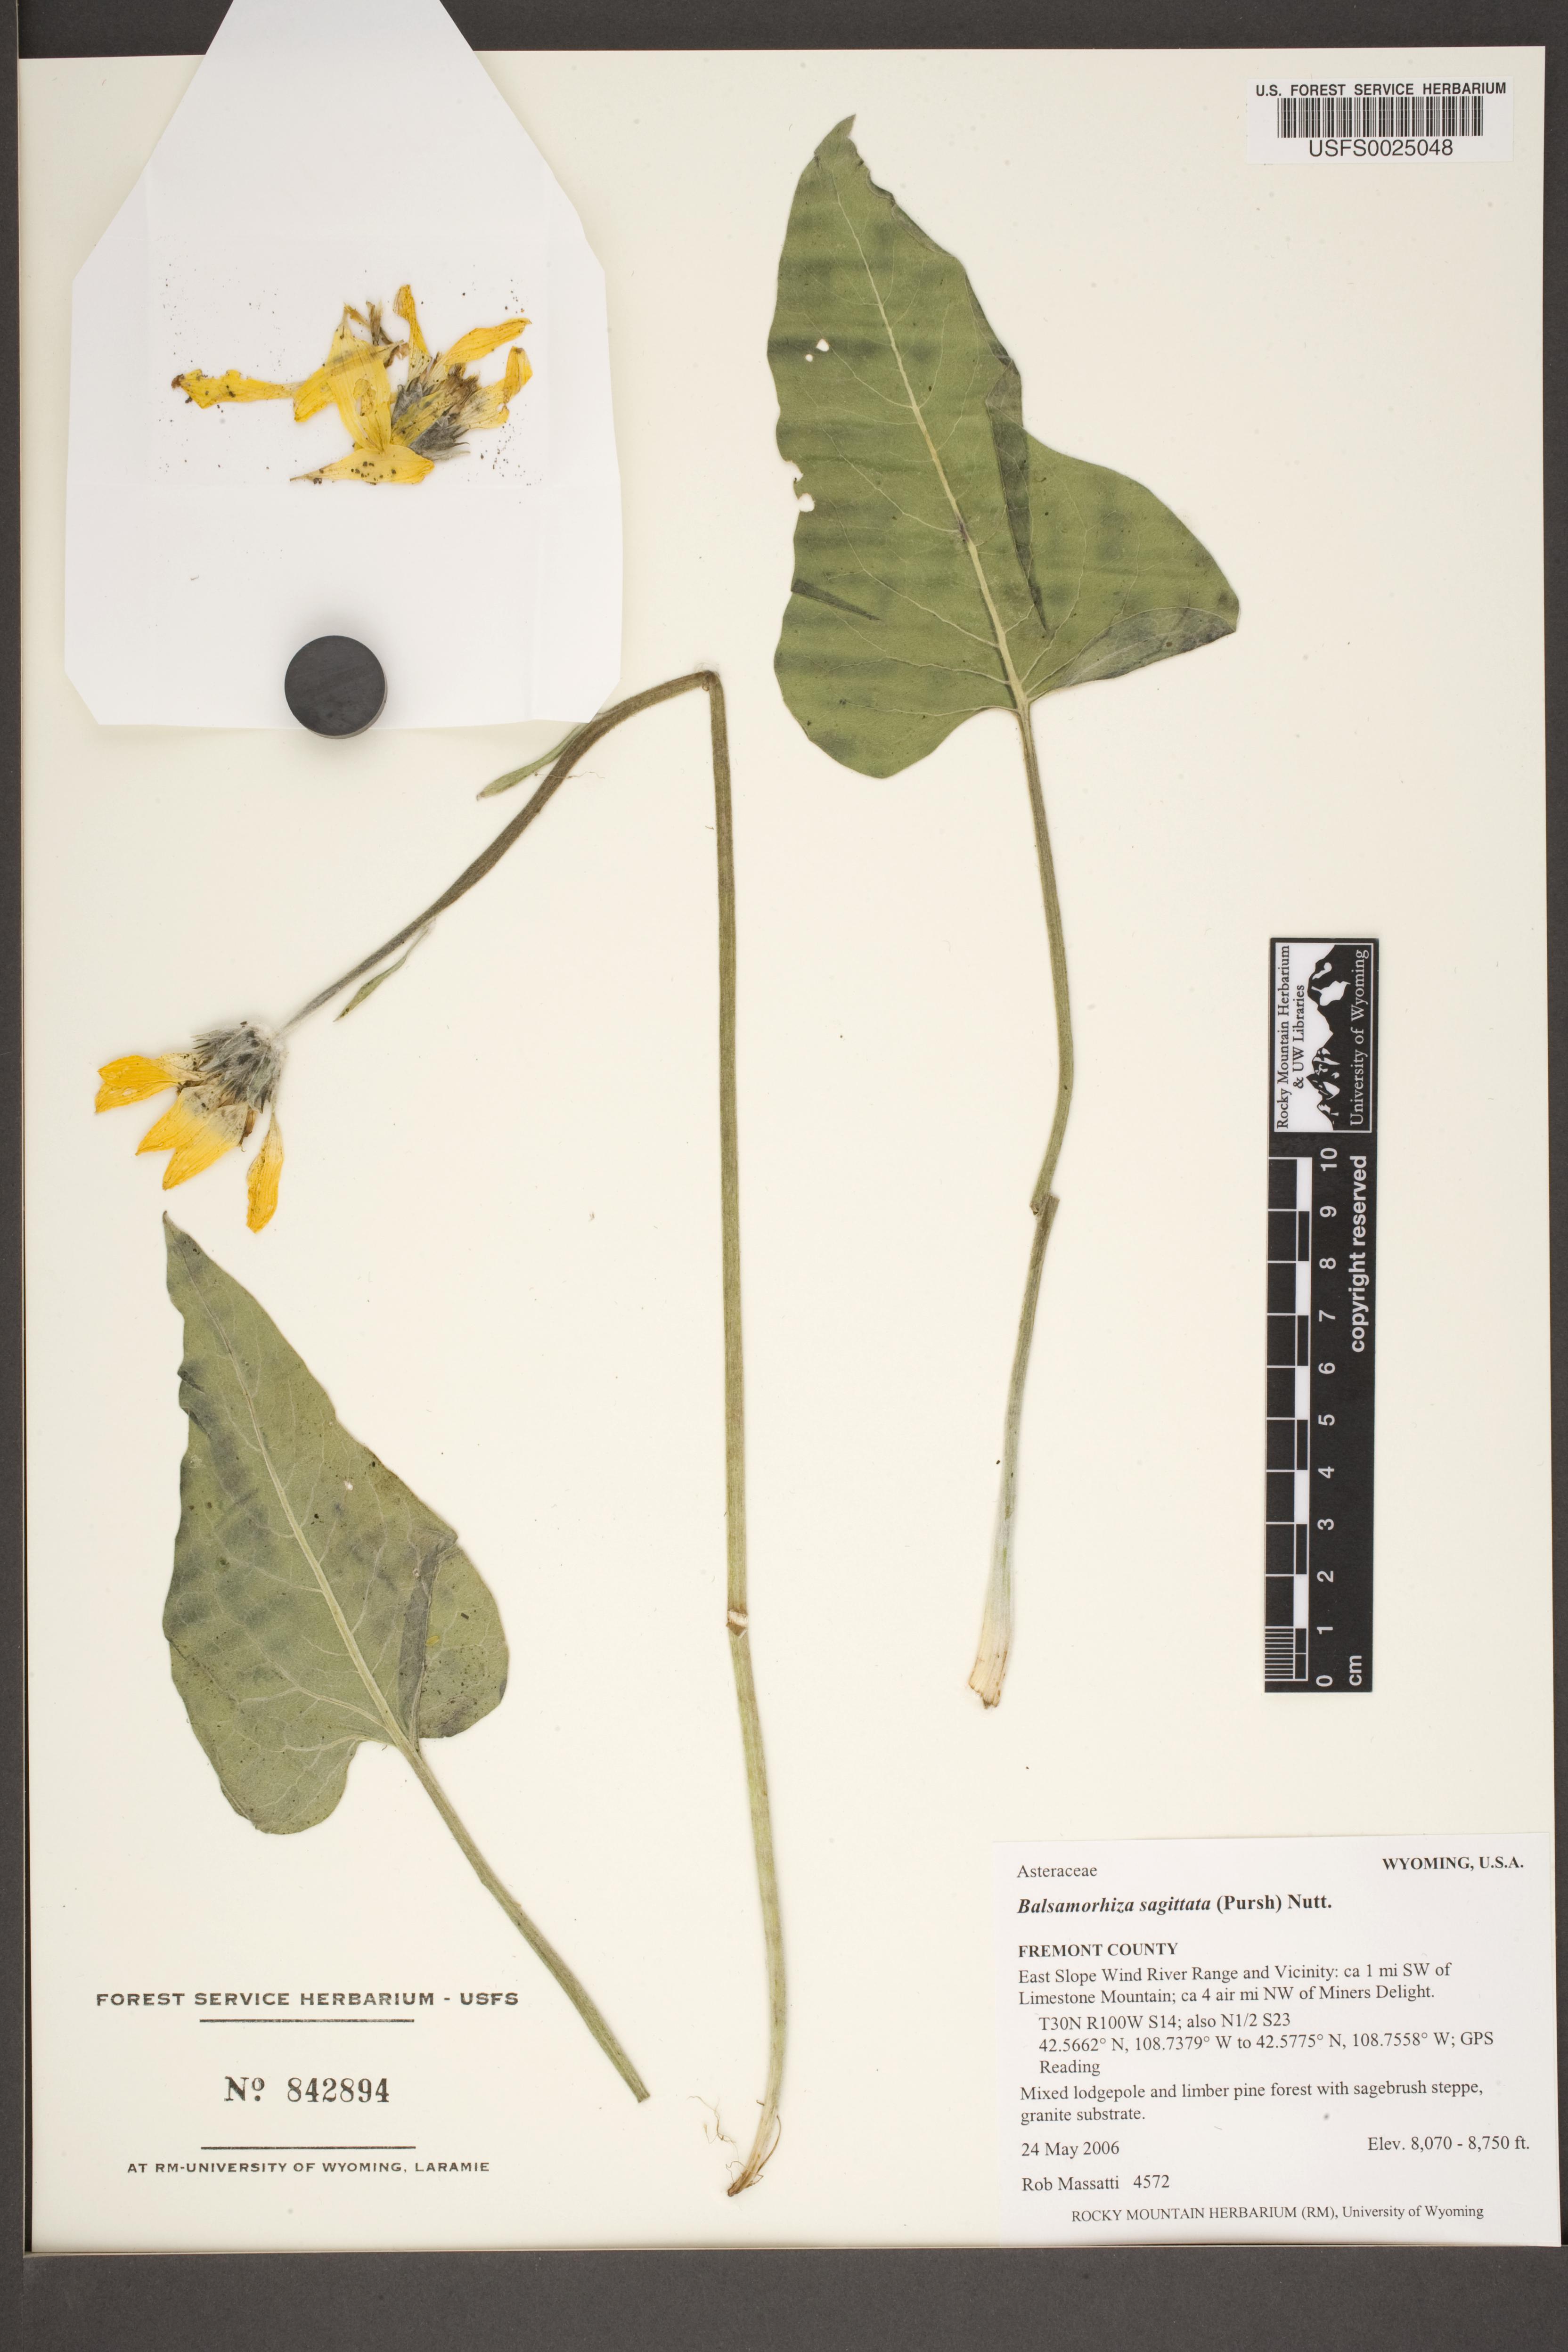 U.S. FOREST SERVICE HERBARIUM
USFS0025048
Rocky Mountain Herbarium
& UW Libraries
University of Wyoming
copyright reserved
10
9
8
7
6
5
4
3
2
1
0
cm
Asteraceae
WYOMING, U.S.A.
Balsamorhiza sagittata (Pursh) Nutt.
FREMONT COUNTY
East Slope Wind River Range and Vicinity: ca 1 mi SW of
Limestone Mountain; ca 4 air mi NW of Miners Delight.
T30N R100W S14; also N1/2 S23
42.5662° N, 108.7379° W to 42.5775° N, 108.7558° W; GPS
Reading
Mixed lodgepole and limber pine forest with sagebrush steppe,
granite substrate.
24 May 2006
Elev. 8,070 - 8,750 ft.
Rob Massatti 4572
ROCKY MOUNTAIN HERBARIUM (RM), University of Wyoming
FOREST SERVICE HERBARIUM - USFS
Nº 842894
AT RM-UNIVERSITY OF WYOMING, LARAMIE